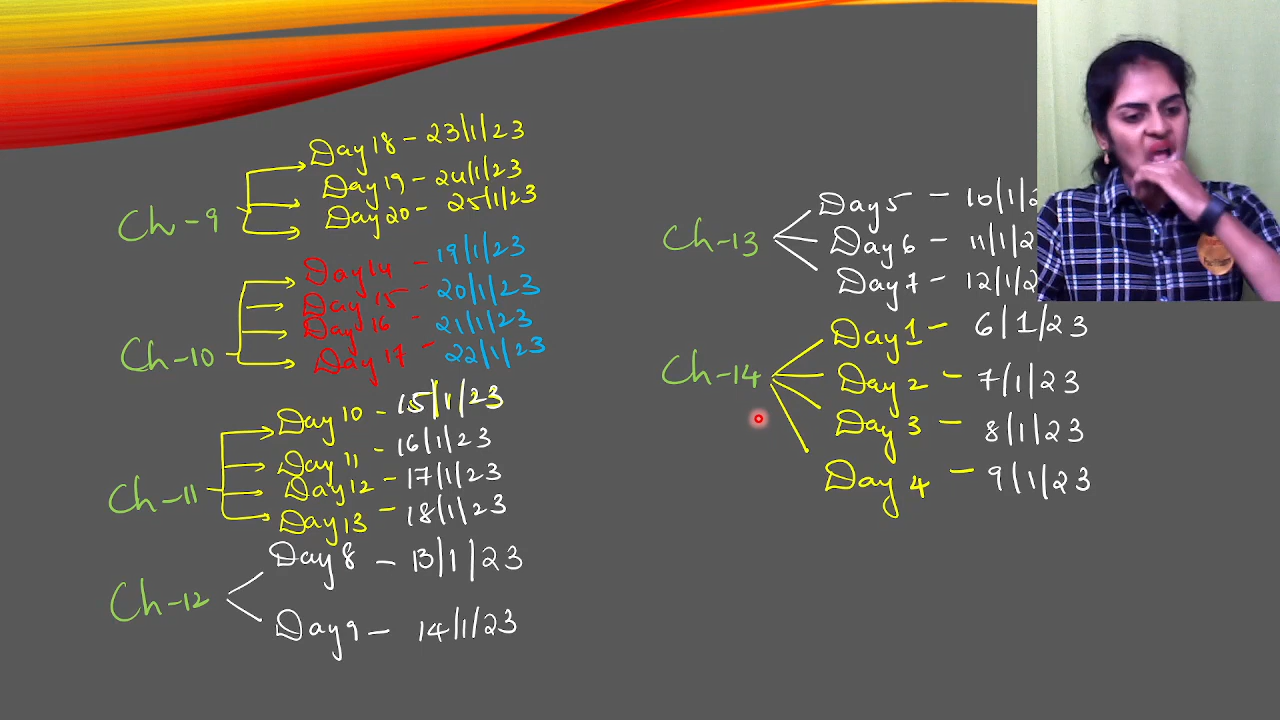 Ch-9
Day 18 - 23/1/23
Day 19 - 24/1/23
Day 20 - 25/1/23
Ch-10
Day 14 - 19/1/23
Day 15 - 20/1/23
Day 16 - 21/1/23
Day 17 - 22/1/23
Ch-11
Day 10 - 15/1/23
Day 11 - 16/1/23
Day 12 - 17/1/23
Day 13 - 18/1/23
Ch-12
Day 8 - 13/1/23
Day 9 - 14/1/23
Ch-13
Day 5 - 10/1/2
Day 6 - 11/1/2
Day 7 - 12/1/2
Ch-14
Day 1 - 6/1/23
Day 2 - 7/1/23
Day 3 - 8/1/23
Day 4 - 9/1/23